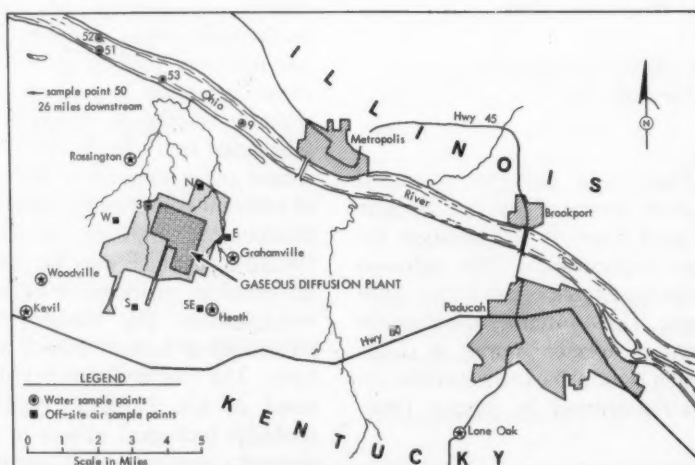 52
51
53
sample point 50
26 miles downstream
Ohio
9
Hwy 45
Metropolis
ILLINOIS
N
Rossington
N
River
3
W
E
Brookport
Grahamville
GASEOUS DIFFUSION PLANT
Woodville
Paducah
S
SE
Heath
Kevil
Hwy 60
LEGEND
Water sample points
Off-site air sample points
KENTUCKY
Lone Oak
0 1 2 3 4 5
Scale in Miles